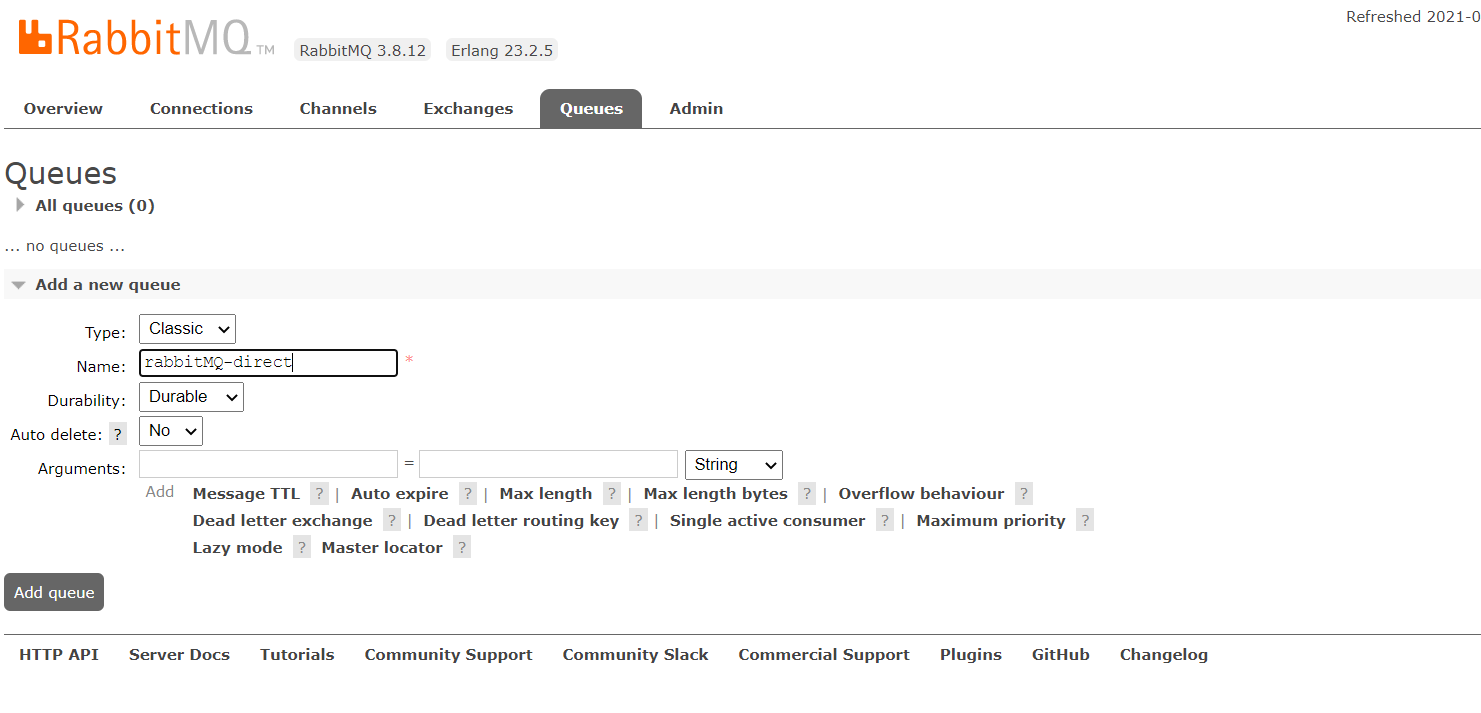 RabbitMQ TM RabbitMQ 3.8.12 Erlang 23.2.5 Refreshed 2021-0
Overview Connections Channels Exchanges Queues Admin
Queues
All queues (0)
... no queues ...
Add a new queue
Type: Classic
Name: rabbitMQ-direct *
Durability: Durable
Auto delete: ? No
Arguments: = String
Add Message TTL ? | Auto expire ? | Max length ? | Max length bytes ? | Overflow behaviour ?
Dead letter exchange ? | Dead letter routing key ? | Single active consumer ? | Maximum priority ?
Lazy mode ? Master locator ?
Add queue
HTTP API Server Docs Tutorials Community Support Community Slack Commercial Support Plugins GitHub Changelog